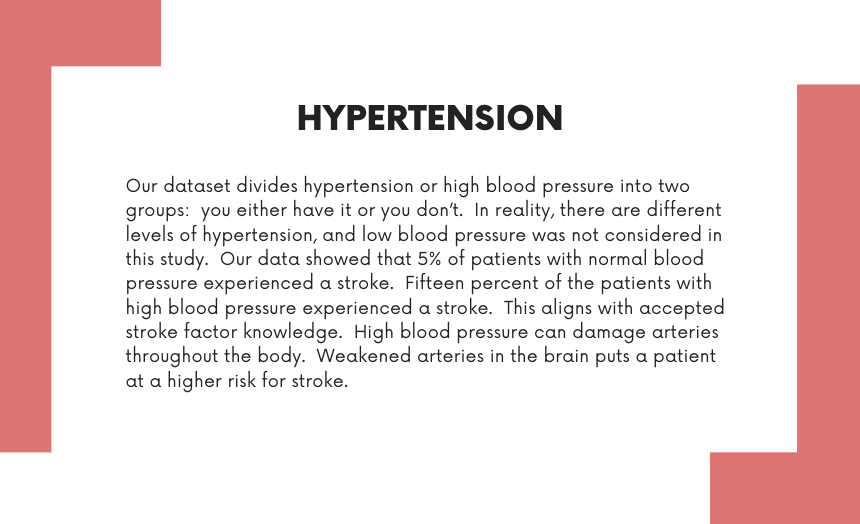 HYPERTENSION
Our dataset divides hypertension or high blood pressure into two
groups:  you either have it or you don't.  In reality, there are different
levels of hypertension, and low blood pressure was not considered in
this study.  Our data showed that 5% of patients with normal blood
pressure experienced a stroke.  Fifteen percent of the patients with
high blood pressure experienced a stroke.  This aligns with accepted
stroke factor knowledge.  High blood pressure can damage arteries
throughout the body.  Weakened arteries in the brain puts a patient
at a higher risk for stroke.